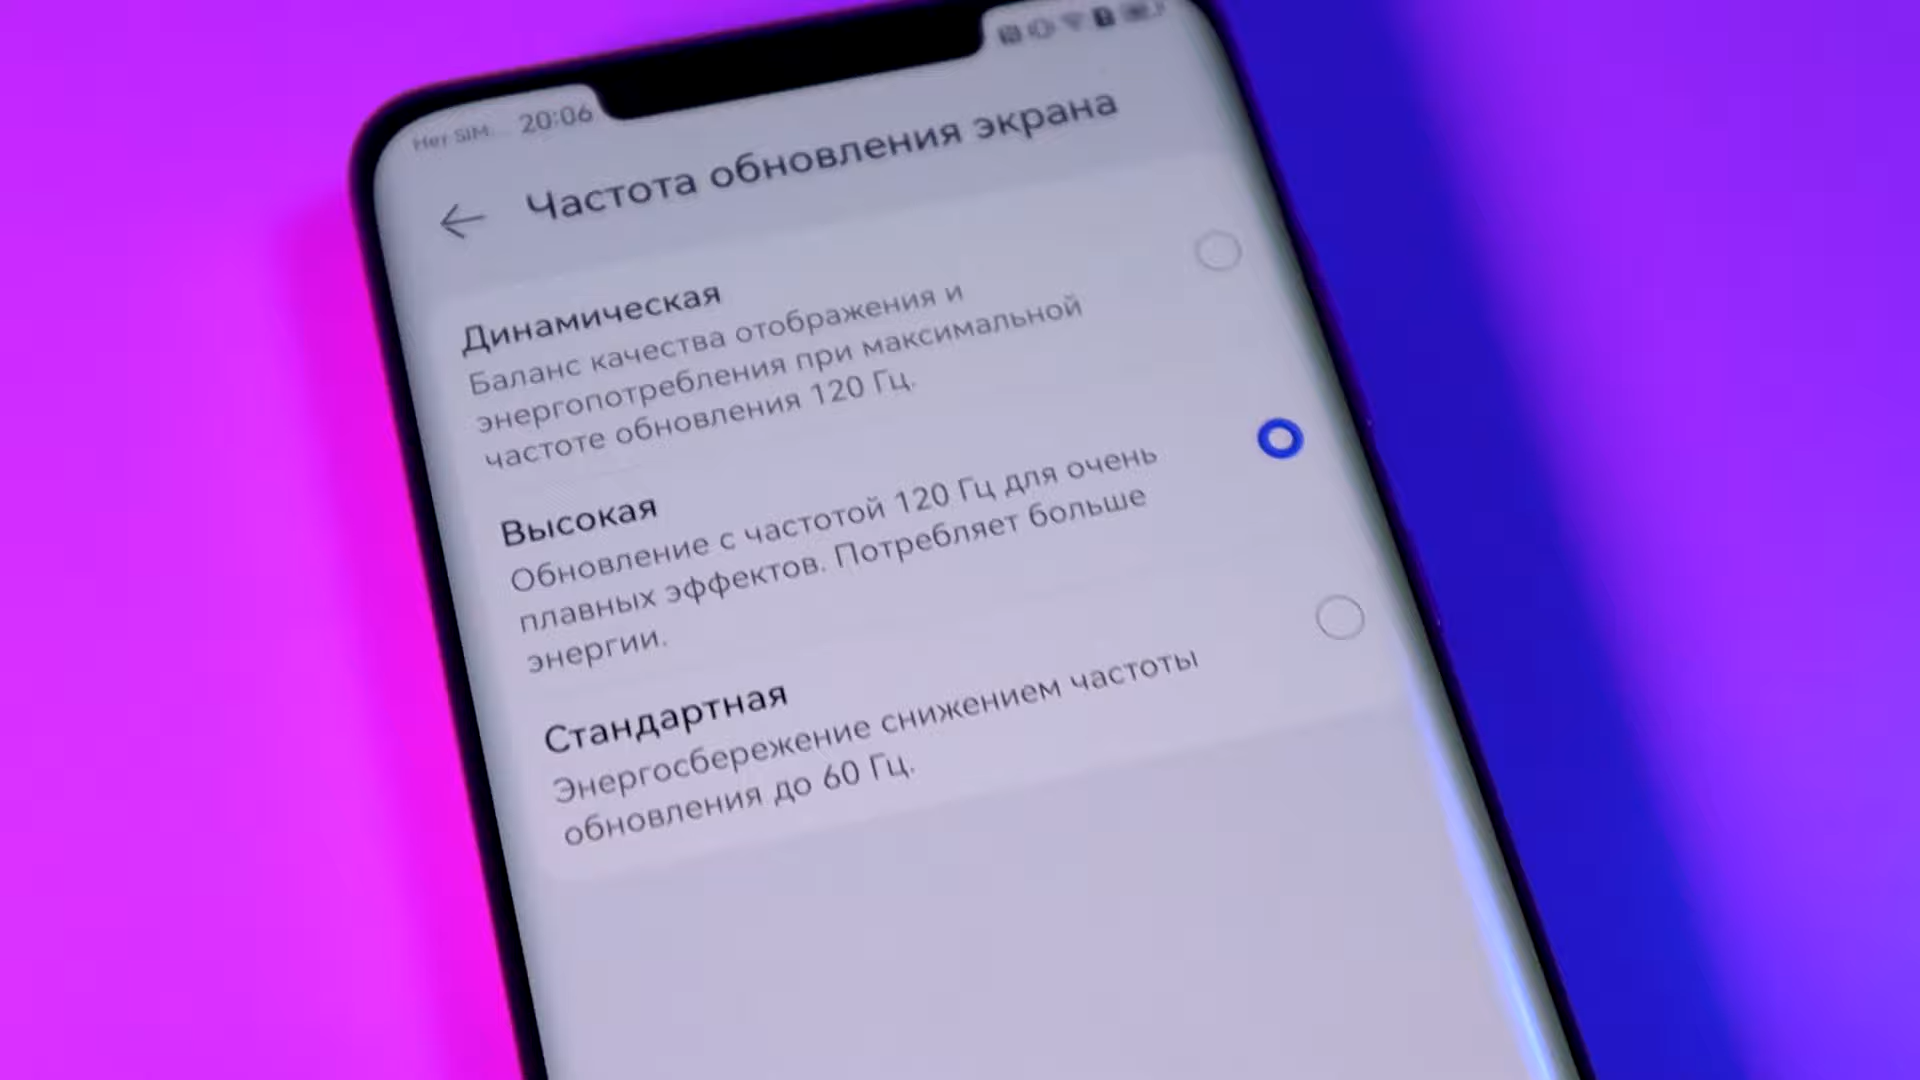 Нет SIM... 20:06
Частота обновления экрана
Динамическая
Баланс качества отображения и
энергопотребления при максимальной
частоте обновления 120 Гц.
Высокая
Обновление с частотой 120 Гц для очень
плавных эффектов. Потребляет больше
энергии.
Стандартная
Энергосбережение снижением частоты
обновления до 60 Гц.